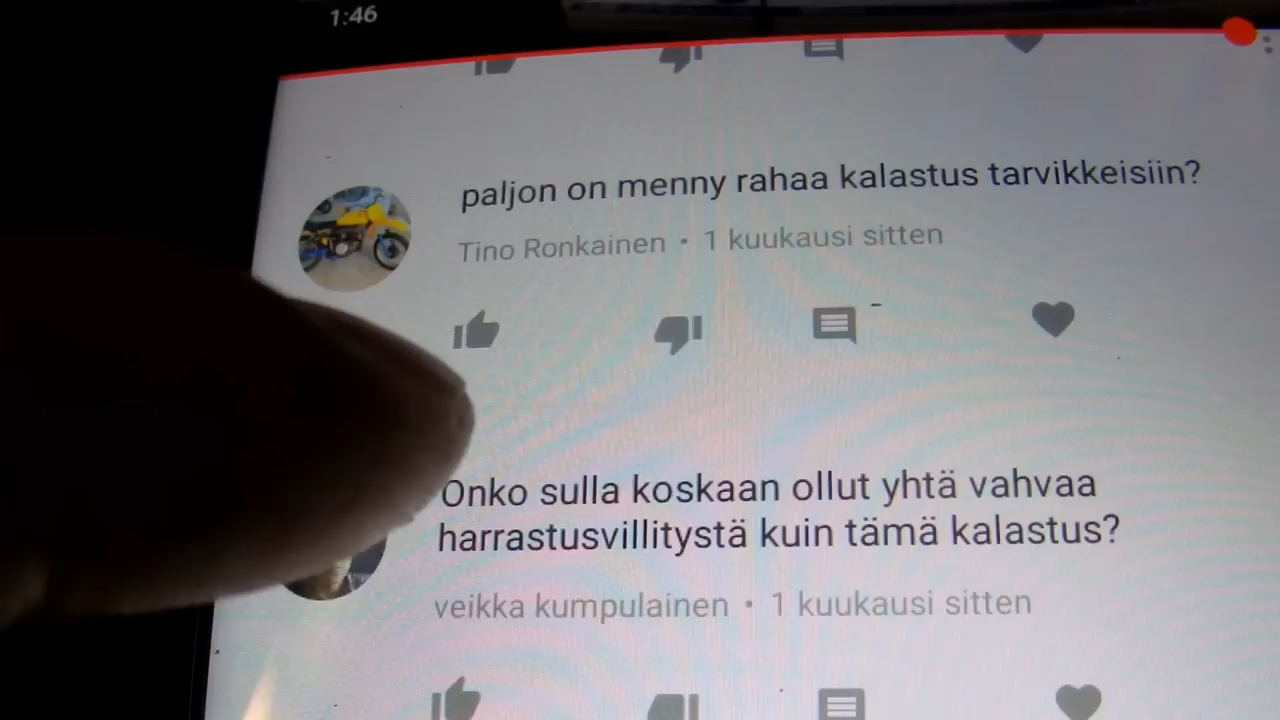 1:46
paljon on menny rahaa kalastus tarvikkeisiin?
Tino Ronkainen • 1 kuukausi sitten
Onko sulla koskaan ollut yhtä vahvaa
harrastusvillitystä kuin tämä kalastus?
veikka kumpulainen • 1 kuukausi sitten